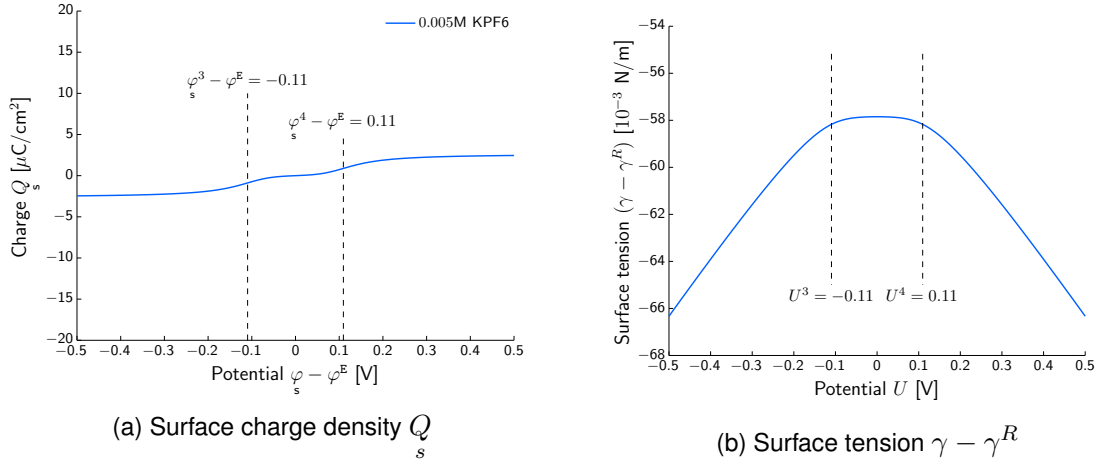 20
15
10
5
0
−5
−10
−15
−20
−0.5 −0.4 −0.3 −0.2 −0.1 0 0.1 0.2 0.3 0.4 0.5
Charge Q_s [μC/cm²]
Potential φ_s − φ^E [V]
0.005M KPF6
φ_s^3 − φ^E = −0.11
φ_s^4 − φ^E = 0.11
(a) Surface charge density Q_s
−54
−56
−58
−60
−62
−64
−66
−68
−0.5 −0.4 −0.3 −0.2 −0.1 0 0.1 0.2 0.3 0.4 0.5
Surface tension (γ − γ^R) [10^−3 N/m]
Potential U [V]
U^3 = −0.11 U^4 = 0.11
(b) Surface tension γ − γ^R